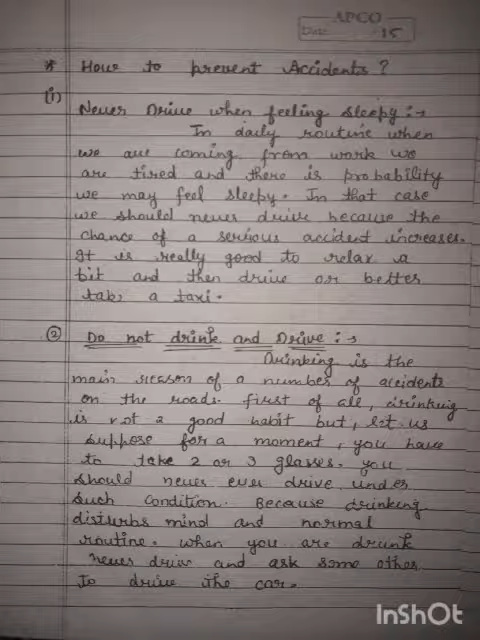 APCO
Date 15
* How to prevent Accidents?
(1)
Never Drive when feeling sleepy :→
In daily routine when
we are coming from work we
are tired and there is probability
we may feel sleepy. In that case
we should never drive because the
chance of a serious accident increases.
It is really good to relax a
bit and then drive or better
take a taxi.
② Do not drink and Drive :→
Drinking is the
main reason of a number of accidents
on the roads. first of all, drinking
is not a good habit but, let us
suppose for a moment, you have
to take 2 or 3 glasses. you
should never ever drive under
such condition. Because drinking
disturbs mind and normal
routine. when you are drunk
never drive and ask some other
to drive the car.
InShOt